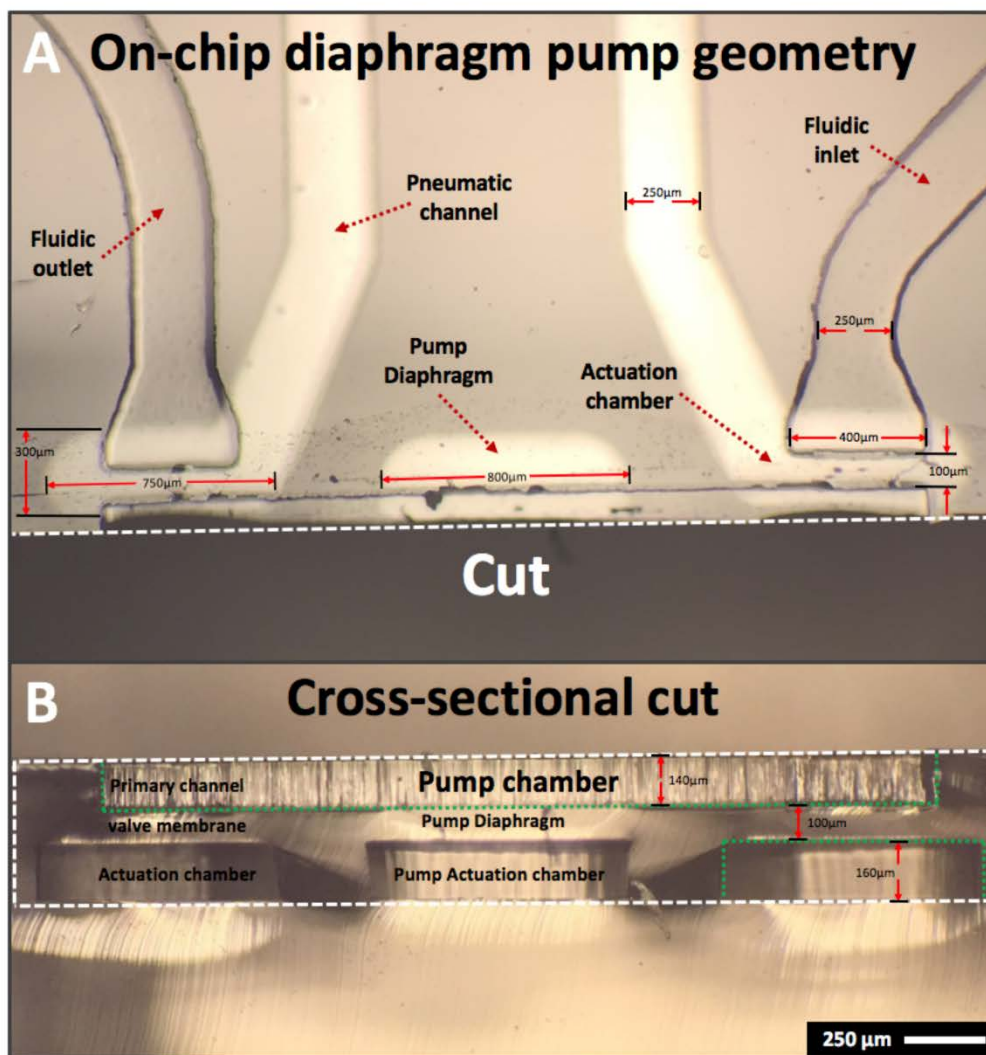 A
On-chip diaphragm pump geometry
Fluidic
inlet
Pneumatic
channel
250µm
Fluidic
outlet
250µm
Pump
Diaphragm
Actuation
chamber
300µm
400µm
100µm
750µm
800µm
Cut
B
Cross-sectional cut
Primary channel
Pump chamber
140µm
valve membrane
Pump Diaphragm
100µm
Actuation chamber
Pump Actuation chamber
160µm
250 µm